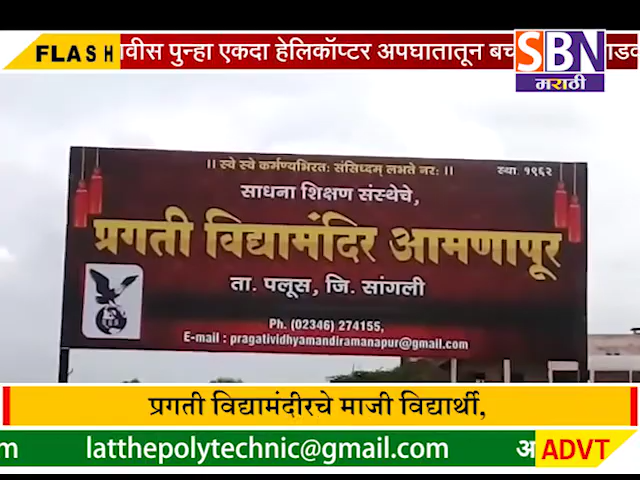 FLASH
पुन्हा एकदा हेलिकॉप्टर अपघातातून
SBN
मराठी
।। स्वे स्वे कर्मण्यभिरतः संसिध्दम् लभते नरः ।।
स्था. १९६२
साधना शिक्षण संस्थेचे,
प्रगती विद्यामंदिर आमणापूर
ता. पलूस, जि. सांगली
Ph. (02346) 274155,
E-mail : pragatividhyamandiramanapur@gmail.com
प्रगती विद्यामंदीरचे माजी विद्यार्थी,
latthepolytechnic@gmail.com
ADVT